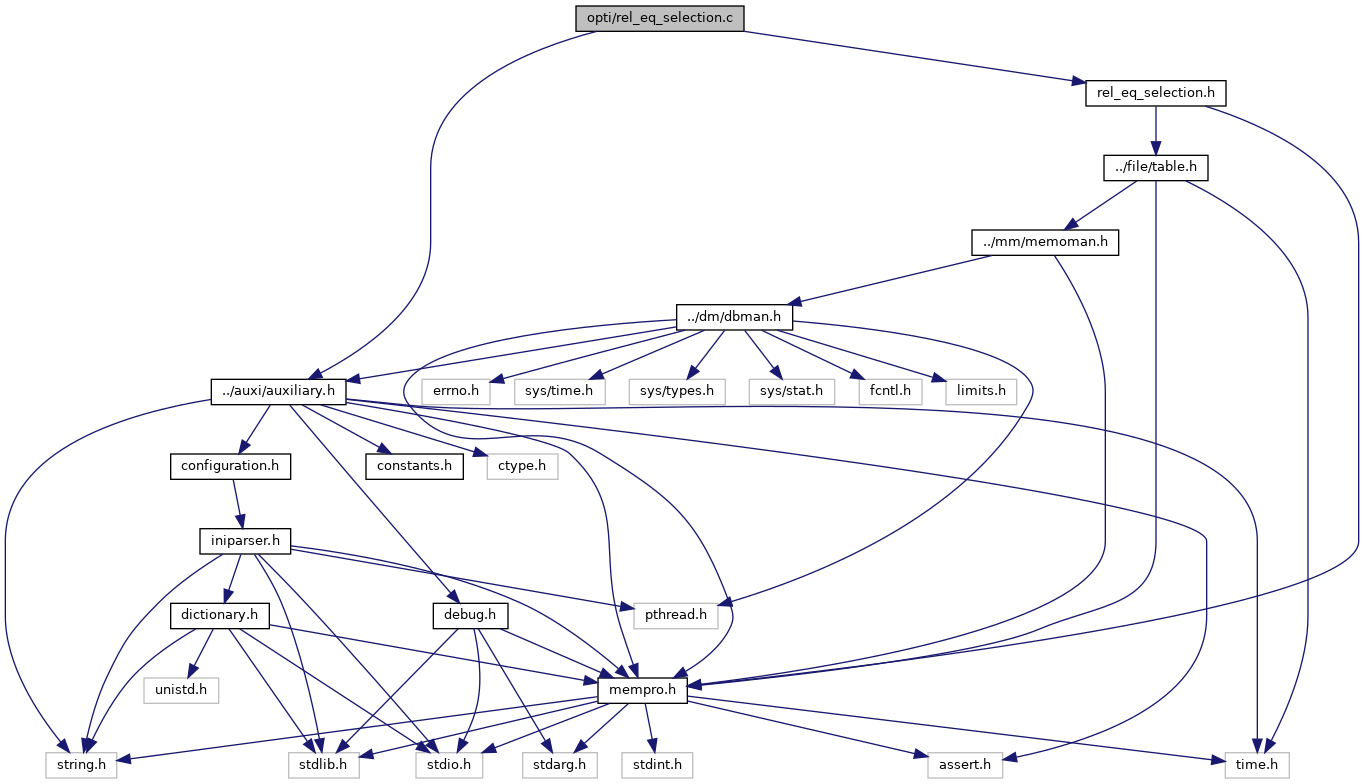 opti/rel_eq_selection.c
rel_eq_selection.h
../file/table.h
../mm/memoman.h
../dm/dbman.h
../auxi/auxiliary.h
errno.h
sys/time.h
sys/types.h
sys/stat.h
fcntl.h
limits.h
configuration.h
constants.h
ctype.h
iniparser.h
dictionary.h
debug.h
pthread.h
unistd.h
mempro.h
string.h
stdlib.h
stdio.h
stdarg.h
stdint.h
assert.h
time.h